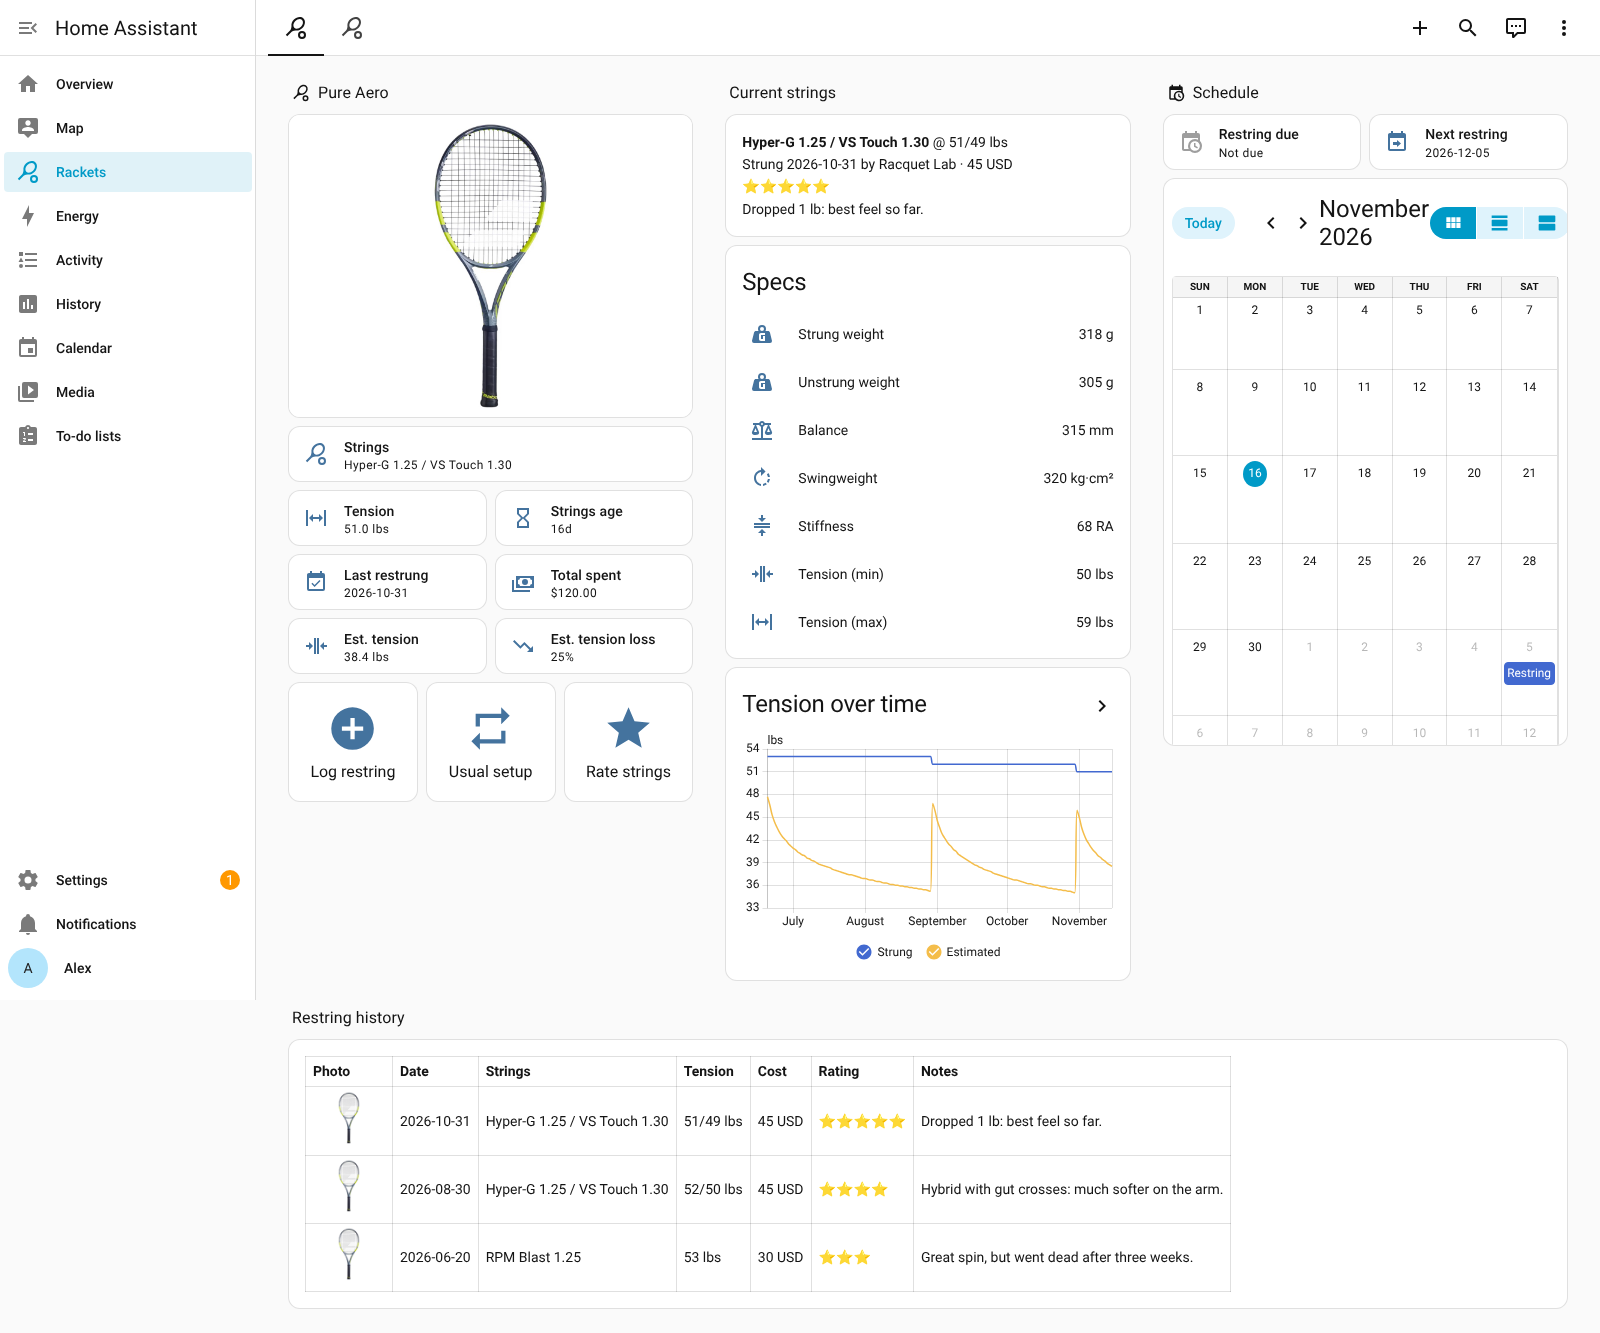 Home Assistant
Overview
Map
Rackets
Energy
Activity
History
Calendar
Media
To-do lists
Settings
1
Notifications
A
Alex
Pure Aero
Strings
Hyper-G 1.25 / VS Touch 1.30
Tension
51.0 lbs
Strings age
16d
Last restrung
2026-10-31
Total spent
$120.00
Est. tension
38.4 lbs
Est. tension loss
25%
Log restring
Usual setup
Rate strings
Current strings
Hyper-G 1.25 / VS Touch 1.30 @ 51/49 lbs
Strung 2026-10-31 by Racquet Lab · 45 USD
⭐⭐⭐⭐⭐
Dropped 1 lb: best feel so far.
Specs
Strung weight 318 g
Unstrung weight 305 g
Balance 315 mm
Swingweight 320 kg·cm²
Stiffness 68 RA
Tension (min) 50 lbs
Tension (max) 59 lbs
Tension over time
lbs
54
51
48
45
42
39
36
33
July August September October November
Strung Estimated
Schedule
Restring due
Not due
Next restring
2026-12-05
Today
November
2026
SUN MON TUE WED THU FRI SAT
1 2 3 4 5 6 7
8 9 10 11 12 13 14
15 16 17 18 19 20 21
22 23 24 25 26 27 28
29 30 1 2 3 4 5
Restring
6 7 8 9 10 11 12
Restring history
Photo Date Strings Tension Cost Rating Notes
2026-10-31 Hyper-G 1.25 / VS Touch 1.30 51/49 lbs 45 USD ⭐⭐⭐⭐⭐ Dropped 1 lb: best feel so far.
2026-08-30 Hyper-G 1.25 / VS Touch 1.30 52/50 lbs 45 USD ⭐⭐⭐⭐ Hybrid with gut crosses: much softer on the arm.
2026-06-20 RPM Blast 1.25 53 lbs 30 USD ⭐⭐⭐ Great spin, but went dead after three weeks.